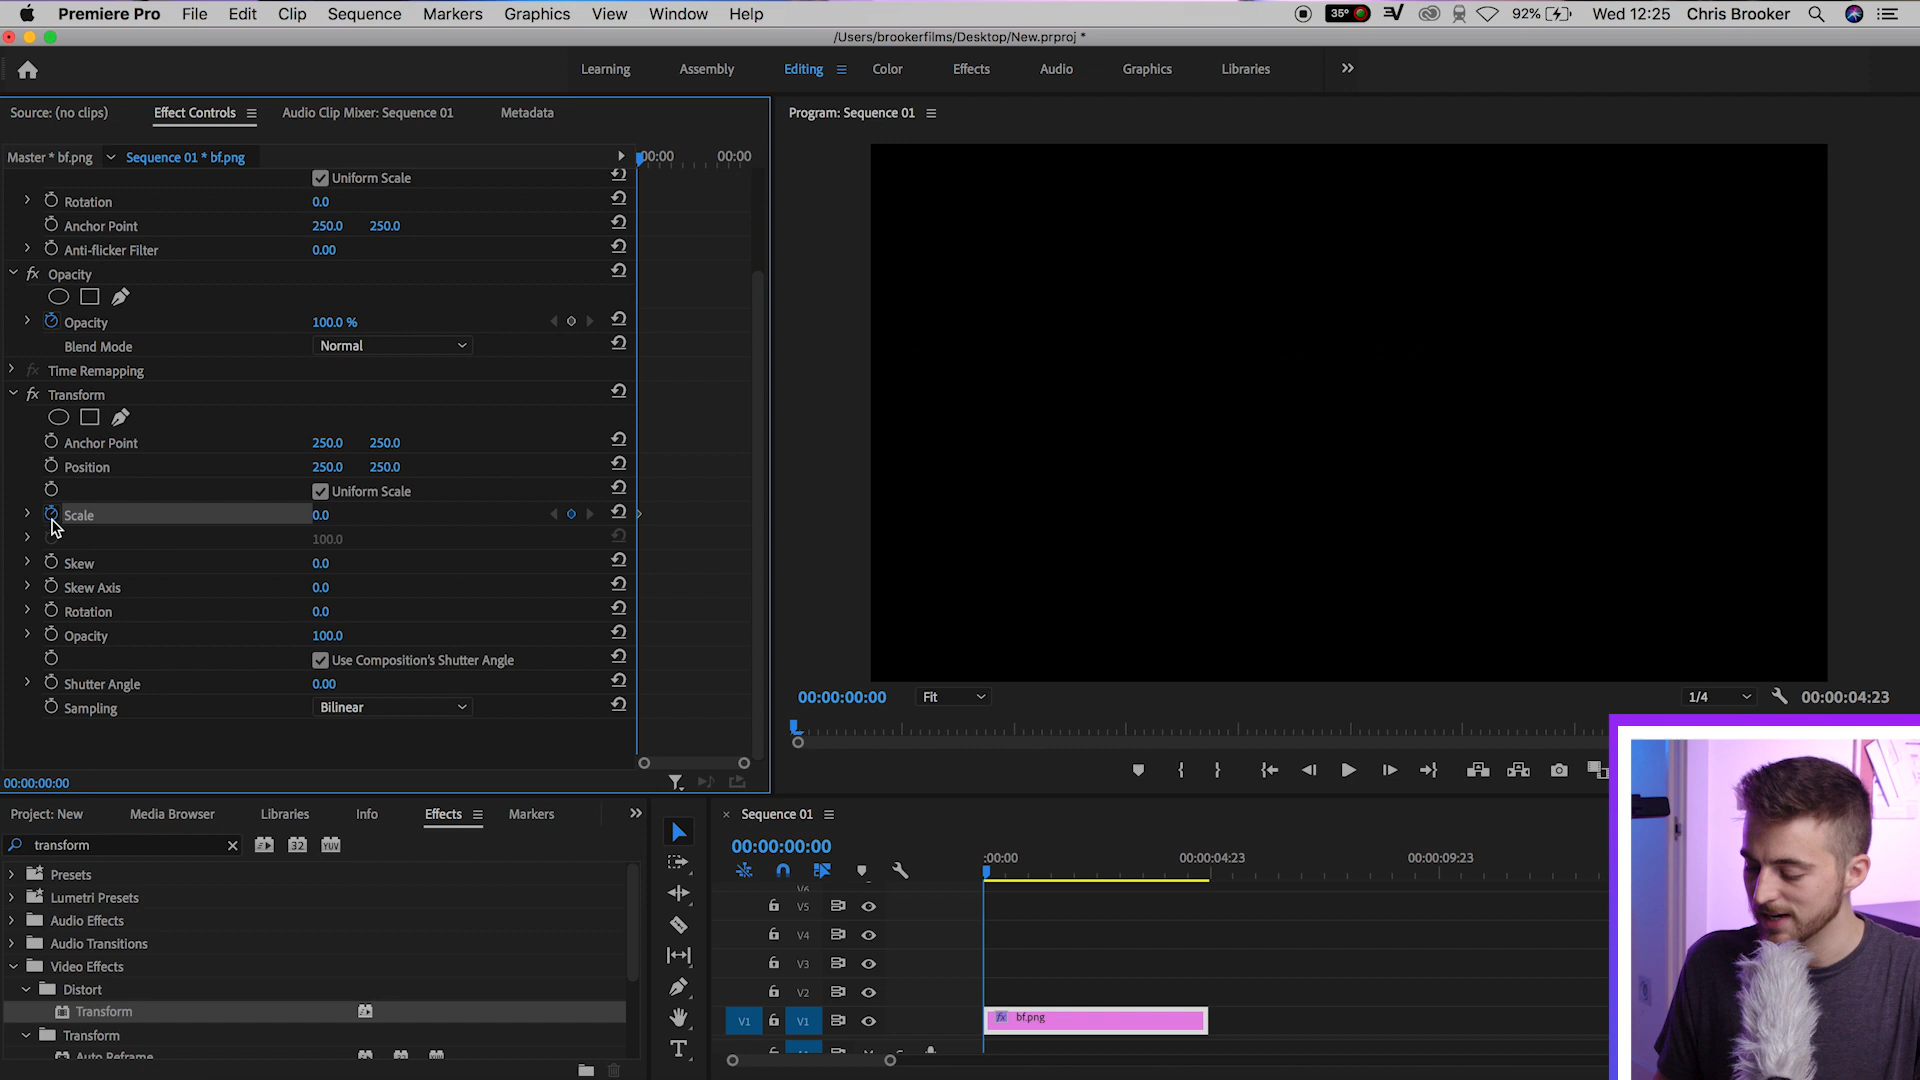 Premiere Pro File Edit Clip Sequence Markers Graphics View Window Help 35° 92% Wed 12:25 Chris Brooker
/Users/brookerfilms/Desktop/New.prproj *
Learning Assembly Editing Color Effects Audio Graphics Libraries
Source: (no clips) Effect Controls Audio Clip Mixer: Sequence 01 Metadata
Program: Sequence 01
Master * bf.png Sequence 01 * bf.png :00:00 00:00
Uniform Scale
Rotation 0.0
Anchor Point 250.0 250.0
Anti-flicker Filter 0.00
fx Opacity
Opacity 100.0 %
Blend Mode Normal
fx Time Remapping
fx Transform
Anchor Point 250.0 250.0
Position 250.0 250.0
Uniform Scale
Scale 0.0
100.0
Skew 0.0
Skew Axis 0.0
Rotation 0.0
Opacity 100.0
Use Composition's Shutter Angle
Shutter Angle 0.00
Sampling Bilinear
00:00:00:00
00:00:00:00 Fit 1/4 00:00:04:23
Project: New Media Browser Libraries Info Effects Markers
transform 32 YUV
Presets
Lumetri Presets
Audio Effects
Audio Transitions
Video Effects
Distort
Transform
Transform
Auto Reframe
× Sequence 01
00:00:00:00
:00:00 00:00:04:23 00:00:09:23
V6
V5
V4
V3
V2
V1 V1 fx bf.png